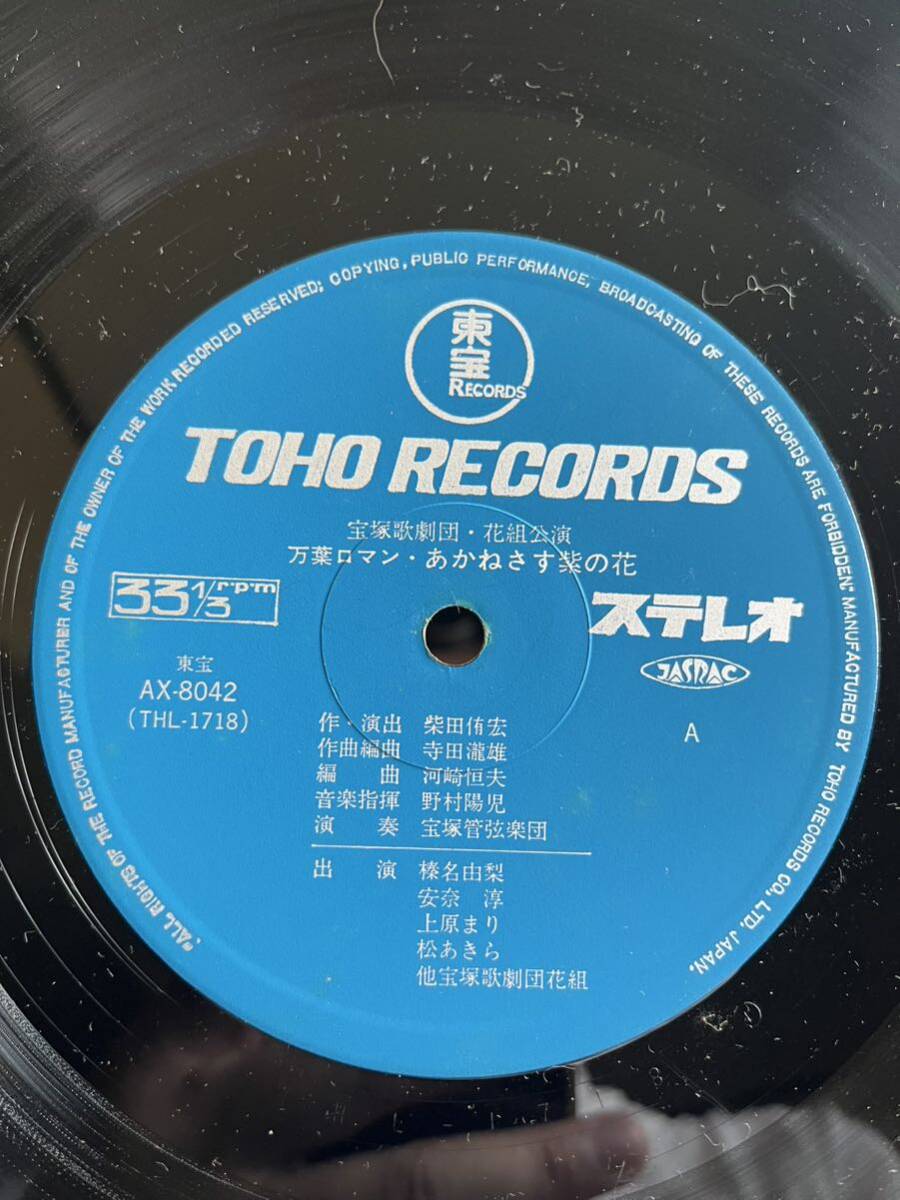 "ALL RIGHTS OF THE RECORD MANUFACTURER AND OF THE OWNER OF THE WORK RECORDED RESERVED; COPYING, PUBLIC PERFORMANCE, BROADCASTING OF THESE RECORDS ARE FORBIDDEN." MANUFACTURED BY TOHO RECORDS CO., LTD. JAPAN.
東宝
RECORDS
TOHO RECORDS
宝塚歌劇団・花組公演
万葉ロマン・あかねさす紫の花
33 1/3 rpm
ステレオ
JASRAC
東宝
AX-8042
(THL-1718)
A
作・演出 柴田侑宏
作曲編曲 寺田瀧雄
編 曲 河崎恒夫
音楽指揮 野村陽児
演 奏 宝塚管弦楽団
出 演 榛名由梨
安奈 淳
上原まり
松あきら
他宝塚歌劇団花組